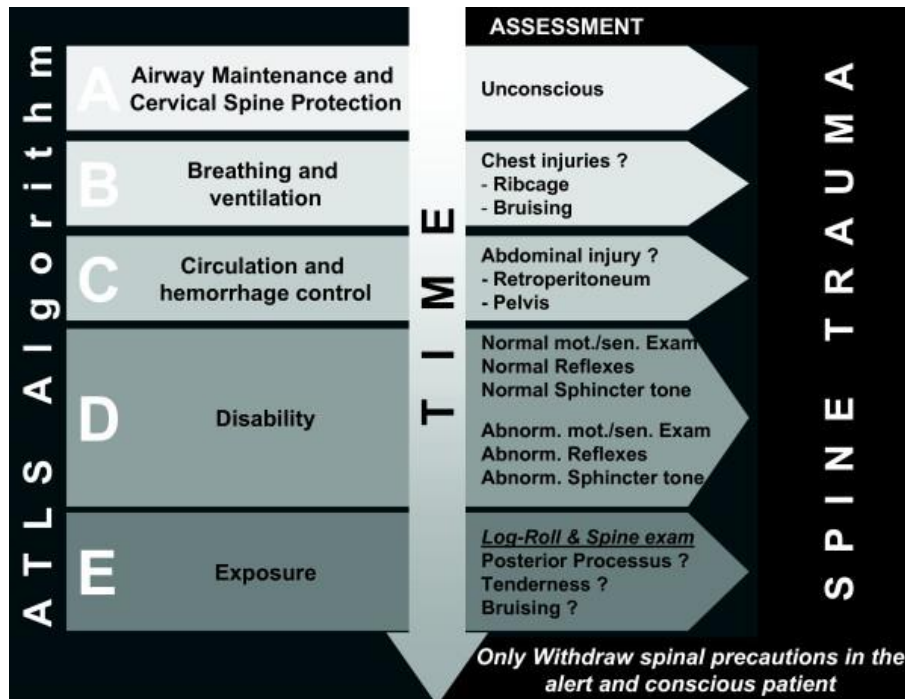 ATLS Algorithm
ASSESSMENT
A
Airway Maintenance and
Cervical Spine Protection
Unconscious
B
Breathing and
ventilation
Chest injuries ?
- Ribcage
- Bruising
C
Circulation and
hemorrhage control
Abdominal injury ?
- Retroperitoneum
- Pelvis
D
Disability
Normal mot./sen. Exam
Normal Reflexes
Normal Sphincter tone
Abnorm. mot./sen. Exam
Abnorm. Reflexes
Abnorm. Sphincter tone
E
Exposure
Log-Roll & Spine exam
Posterior Processus ?
Tenderness ?
Bruising ?
TIME
SPINE TRAUMA
Only Withdraw spinal precautions in the
alert and conscious patient